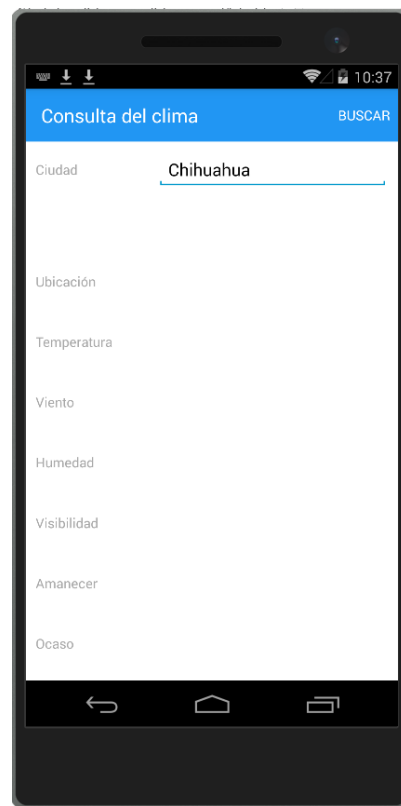 10:37
Consulta del clima BUSCAR
Ciudad Chihuahua
Ubicación
Temperatura
Viento
Humedad
Visibilidad
Amanecer
Ocaso